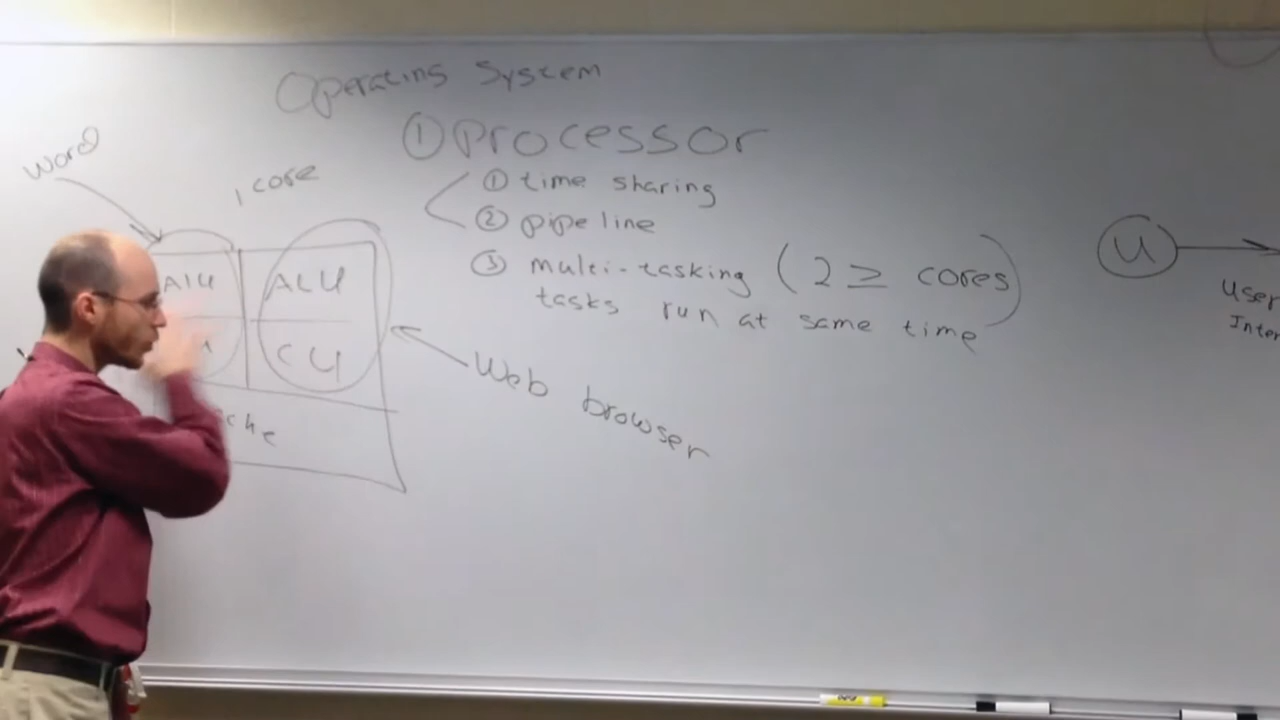 Operating System
① Processor
① time sharing
② pipeline
③ multi-tasking (2 ≥ cores)
tasks run at same time
word
1 core
ALU
ALU
CU
che
Web browser
U
User
Inter